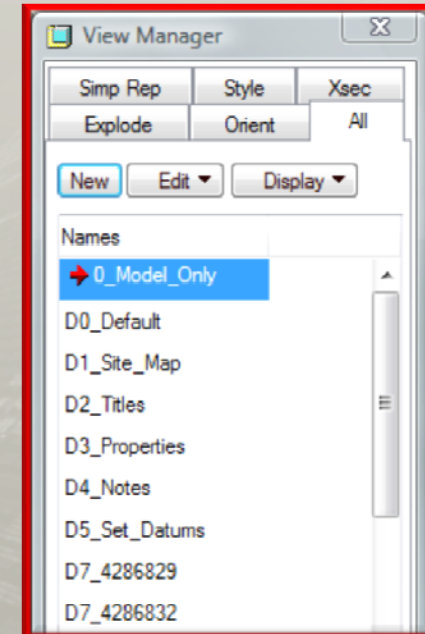 View Manager
Simp Rep Style Xsec
Explode Orient All
New Edit Display
Names
0_Model_Only
D0_Default
D1_Site_Map
D2_Titles
D3_Properties
D4_Notes
D5_Set_Datums
D7_4286829
D7_4286832